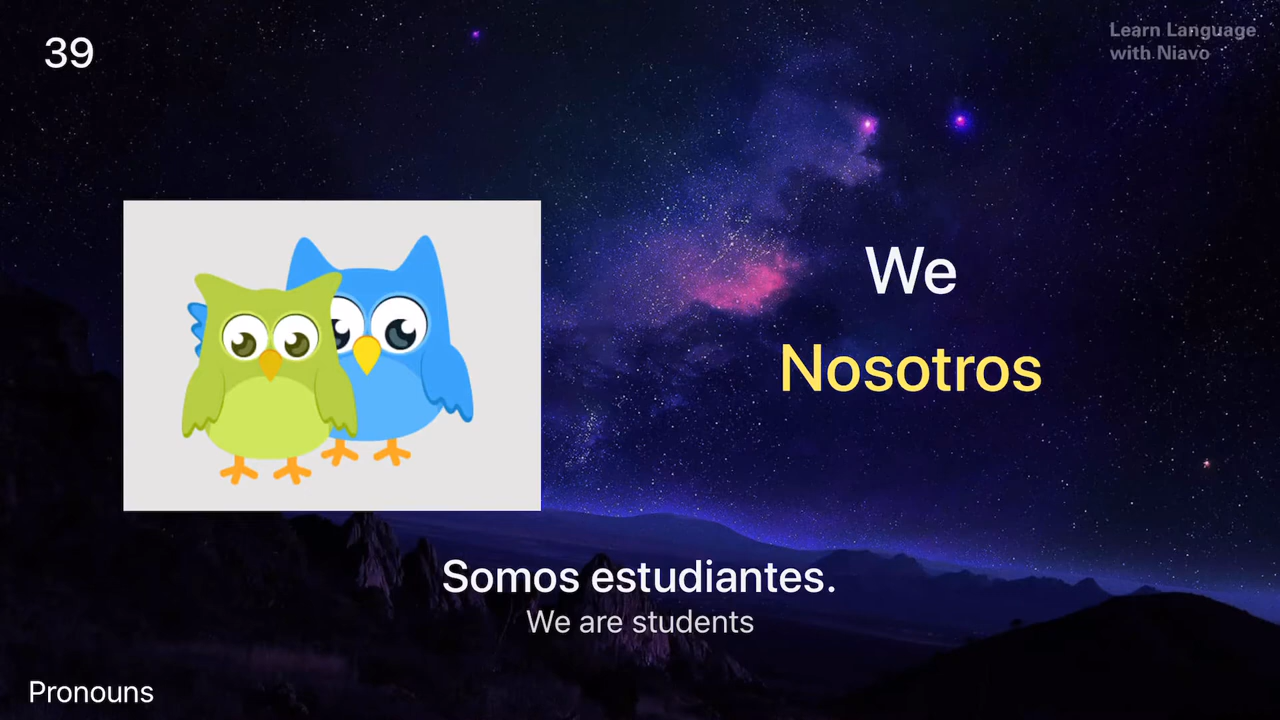 39
Learn Language
with Niavo
We
Nosotros
Somos estudiantes.
We are students
Pronouns